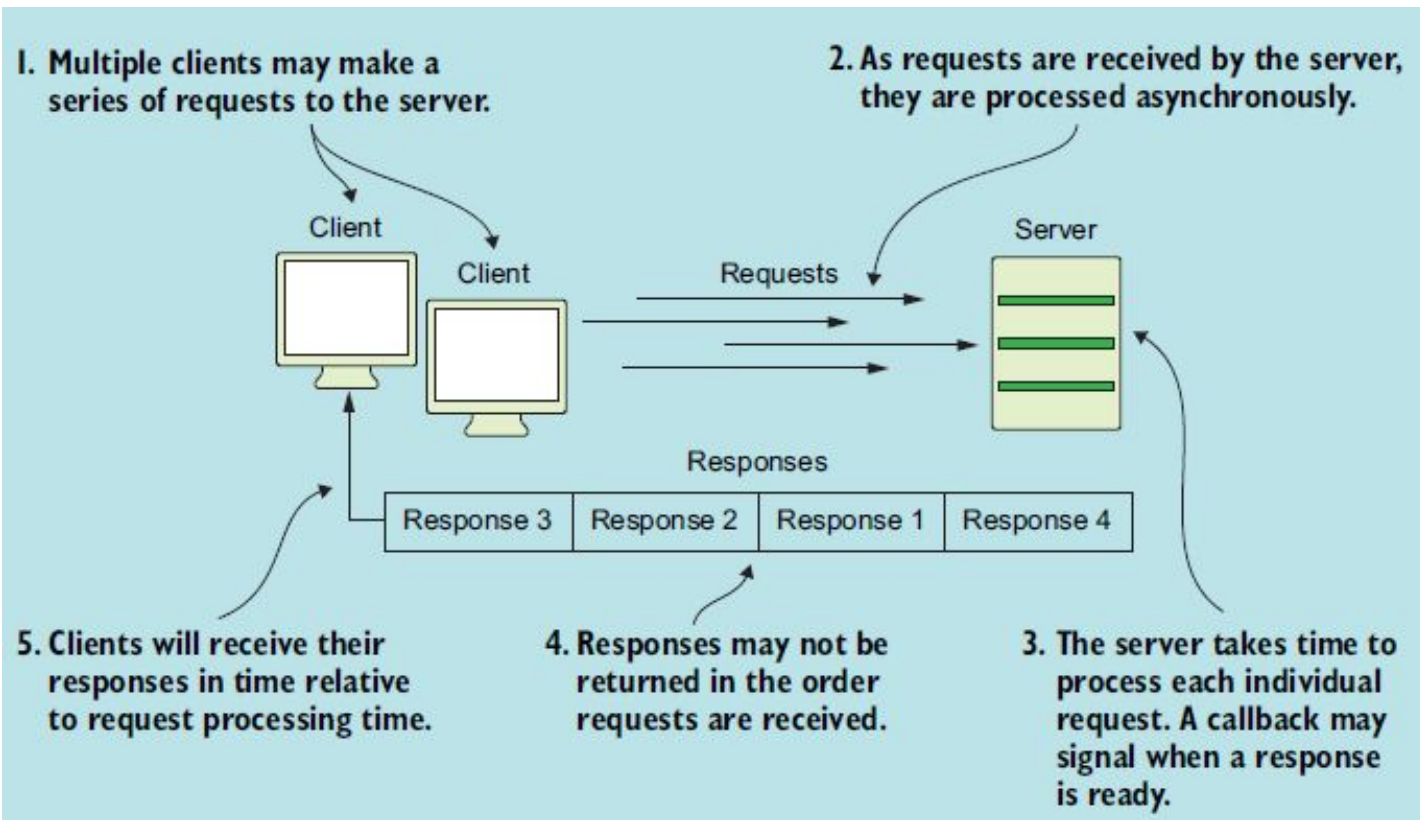 1. Multiple clients may make a
series of requests to the server.
2. As requests are received by the server,
they are processed asynchronously.
Client
Client
Requests
Server
Responses
Response 3
Response 2
Response 1
Response 4
5. Clients will receive their
responses in time relative
to request processing time.
4. Responses may not be
returned in the order
requests are received.
3. The server takes time to
process each individual
request. A callback may
signal when a response
is ready.